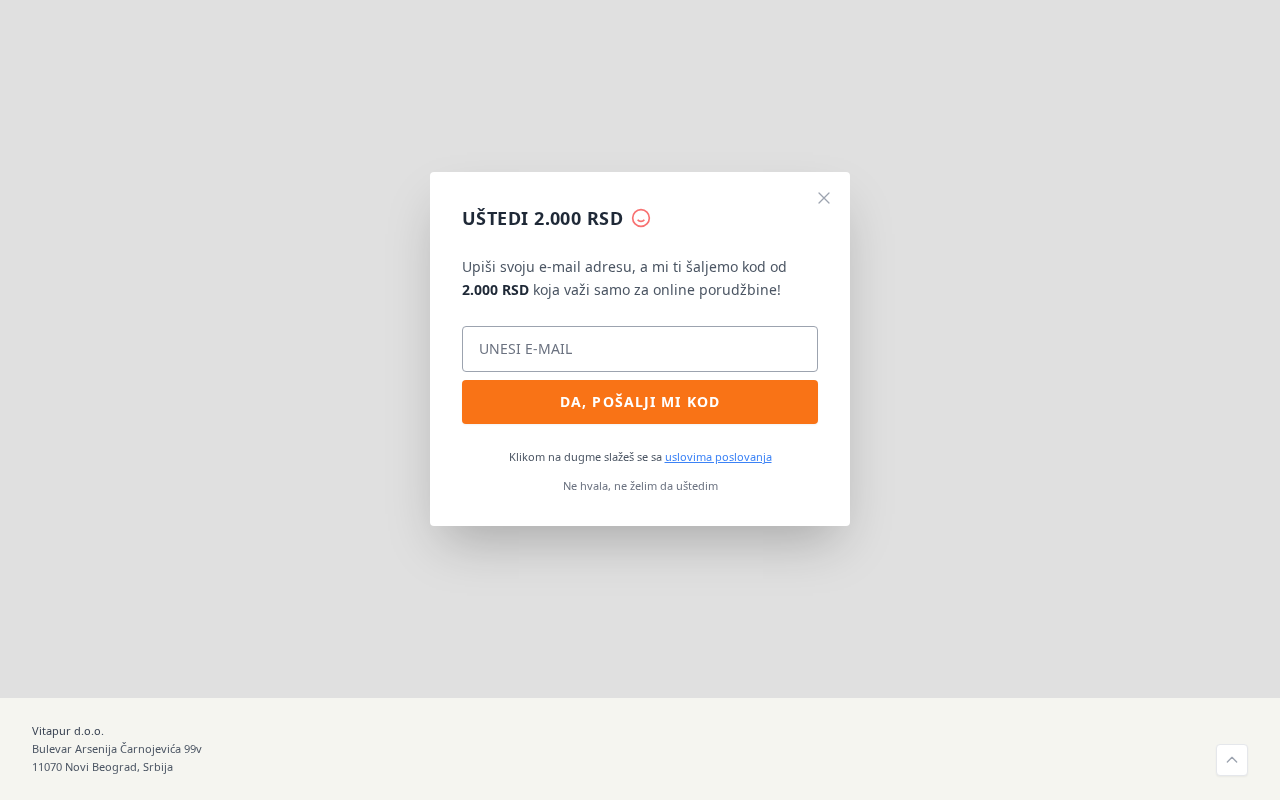 UŠTEDI 2.000 RSD
Upiši svoju e-mail adresu, a mi ti šaljemo kod od
2.000 RSD koja važi samo za online porudžbine!
UNESI E-MAIL
DA, POŠALJI MI KOD
Klikom na dugme slažeš se sa uslovima poslovanja
Ne hvala, ne želim da uštedim
Vitapur d.o.o.
Bulevar Arsenija Čarnojevića 99v
11070 Novi Beograd, Srbija